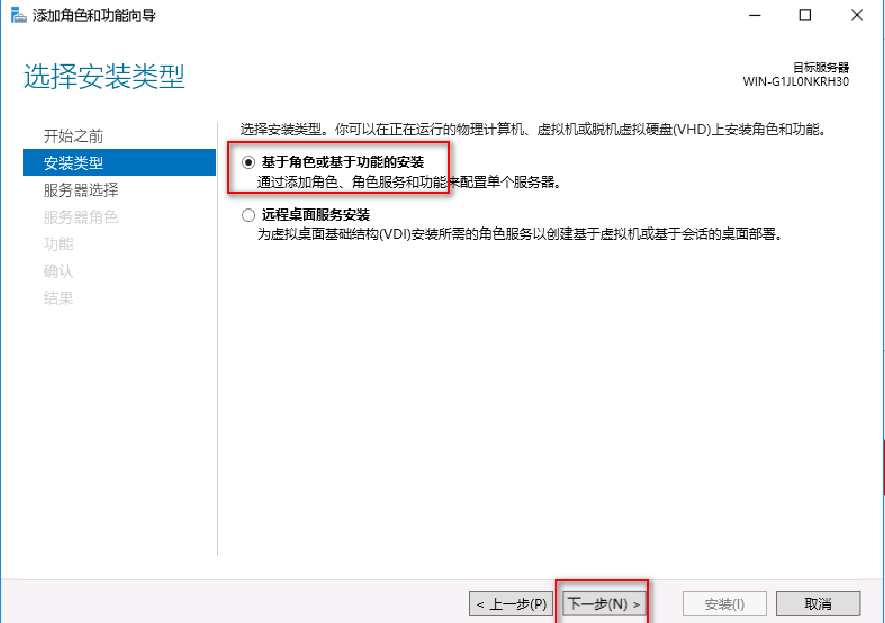 添加角色和功能向导
选择安装类型
目标服务器
WIN-G1JL0NKRH30
开始之前
安装类型
服务器选择
服务器角色
功能
确认
结果
选择安装类型。你可以在正在运行的物理计算机、虚拟机或脱机虚拟硬盘(VHD)上安装角色和功能。
基于角色或基于功能的安装
通过添加角色、角色服务和功能来配置单个服务器。
远程桌面服务安装
为虚拟桌面基础结构(VDI)安装所需的角色服务以创建基于虚拟机或基于会话的桌面部署。
< 上一步(P)
下一步(N) >
安装(I)
取消